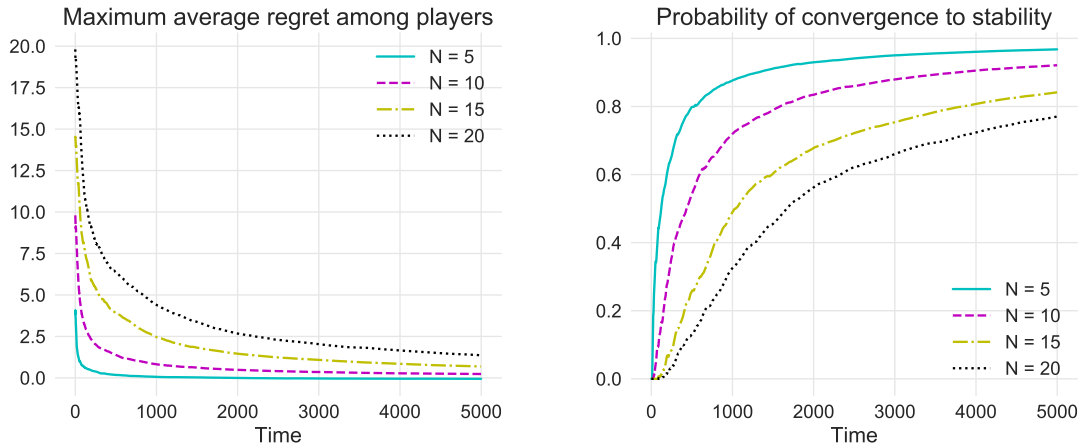 Maximum average regret among players
20.0
17.5
15.0
12.5
10.0
7.5
5.0
2.5
0.0
N = 5
N = 10
N = 15
N = 20
0 1000 2000 3000 4000 5000
Time
Probability of convergence to stability
1.0
0.8
0.6
0.4
0.2
0.0
N = 5
N = 10
N = 15
N = 20
0 1000 2000 3000 4000 5000
Time